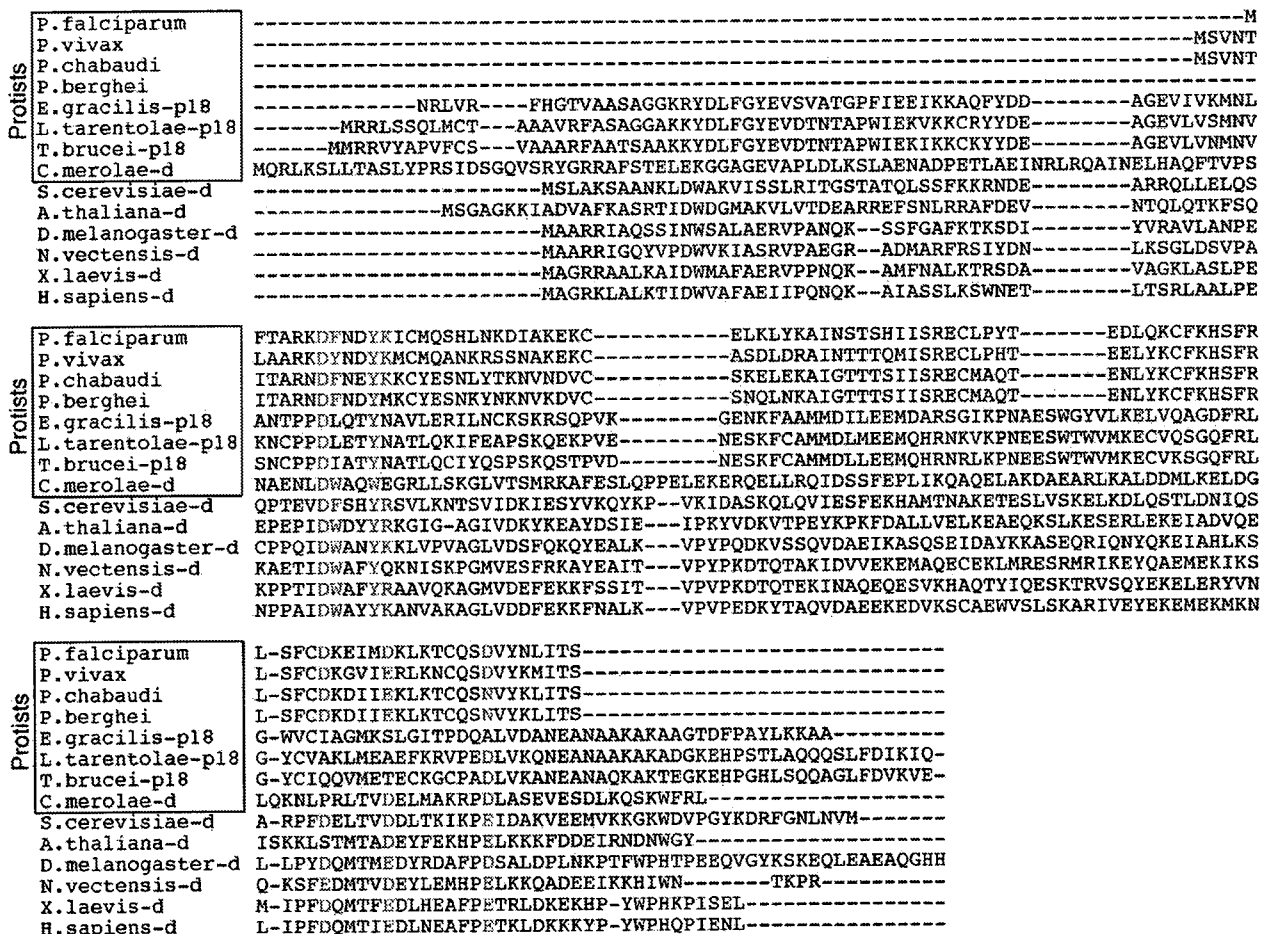 Protists
P.falciparum ----------------------------------------------------------------------------------------M
P.vivax ------------------------------------------------------------------------------------MSVNT
P.chabaudi ------------------------------------------------------------------------------------MSVNT
P.berghei -----------------------------------------------------------------------------------------
E.gracilis-p18 --------------NRLVR----FHGTVAASAGGKRYDLFGYEVSVATGPFIEEIKKAQFYDD---------AGEVIVKMNL
L.tarentolae-p18 -------MRRLSSQLMCT---AAAVRFASAGGAKKYDLFGYEVDTNTAPWIEKVKKCRYYDE---------AGEVLVSMNV
T.brucei-p18 -------MMRRVYAPVFCS---VAAARFAATSAAKKYDLFGYEVDTNTAPWIEKIKKCKYYDE---------AGEVLVNMNV
C.merolae-d MQRLKSLLTASLYPRSIDSGQVSRYGRRAFSTELEKGGAGEVAPLDLKSLAENADPETLAEINRLRQAINELHAQFTVPS
S.cerevisiae-d -------------------------MSLAKSAANKLDWAKVISSLRITGSTATQLSSFKKRNDE---------ARRQLLELQS
A.thaliana-d ----------------MSGAGKKIADVAFKASRTIDWDGMAKVLVTDEARREFSNLRRAFDEV---------NTQLQTKFSQ
D.melanogaster-d -------------------------MAARRIAQSSINWSALAERVPANQK---SSFGAFKTKSDI---------YVRAVLANPE
N.vectensis-d -------------------------MAARRIGQYVPDWVKIASRVPAEGR---ADMARFRSIYDN---------LKSGLDSVPA
X.laevis-d -------------------------MAGRRAALKAIDWMAFAERVPPNQK--AMFNALKTRSDA---------VAGKLASLPE
H.sapiens-d -------------------------MAGRKLALKTIDWVAFAEIIPQNQK--AIASSLKSWNET---------LTSRLAALPE
Protists
P.falciparum FTARKDFNDYKICMQSHLNKDIAKEKC-----------ELKLYKAINSTSHIISRECLPYT-------EDLQKCFKHSFR
P.vivax LAARKDYNDYKMCMQANKRSSNAKEKC-----------ASDLDRAINTTTQMISRECLPHT-------EELYKCFKHSFR
P.chabaudi ITARNDFNEYKKCYESNLYTKNVNDVC-----------SKELEKAIGTTTSIISRECMAQT-------ENLYKCFKHSFR
P.berghei ITARNDFNDYMKCYESNKYNKNVKDVC-----------SNQLNKAIGTTTSIISRECMAQT-------ENLYKCFKHSFR
E.gracilis-p18 ANTPPDLQTYNAVLERILNCKSKRSQPVK--------GENKFAAMMDILEEMDARSGIKPNAESWGYVLKELVQAGDFRL
L.tarentolae-p18 KNCPPDLETYNATLQKIFEAPSKQEKPVE--------NESKFCAMMDLMEEMQHRNKVKPNEESWTWVMKECVQSGQFRL
T.brucei-p18 SNCPPDIATYNATLQCIYQSPSKQSTPVD--------NESKFCAMMDLLEEMQHRNRLKPNEESWTWVMKECVKSGQFRL
C.merolae-d NAENLDWAQWEGRLLSKGLVTSMRKAFESLQPPELEKERQELLRQIDSSFEPLIKQAQELAKDAEARLKALDDMLKELDG
S.cerevisiae-d QPTEVDFSHYRSVLKNTSVIDKIESYVKQYKP--VKIDASKQLQVIESFEKHAMTNAKETESLVSKELKDLQSTLDNIQS
A.thaliana-d EPEPIDWDYYRKGIG-AGIVDKYKEAYDSIE---IPKYVDKVTPEYKPKFDALLVELKEAEQKSLKESERLEKEIADVQE
D.melanogaster-d CPPQIDWANYKKLVPVAGLVDSFQKQYEALK---VPYPQDKVSSQVDAEIKASQSEIDAYKKASEQRIQNYQKEIAHLKS
N.vectensis-d KAETIDWAFYQKNISKPGMVESFRKAYEAIT---VPYPKDTQTAKIDVVEKEMAQECEKLMRESRMRIKEYQAEMEKIKS
X.laevis-d KPPTIDWAFYRAAVQKAGMVDEFEKKFSSIT---VPVPKDTQTEKINAQEQESVKHAQTYIQESKTRVSQYEKELERYVN
H.sapiens-d NPPAIDWAYYKANVAKAGLVDDFEKKFNALK---VPVPEDKYTAQVDAEEKEDVKSCAEWVSLSKARIVEYEKEMEKMKN
Protists
P.falciparum L-SFCDKEIMDKLKTCQSDVYNLITS-----------------------------
P.vivax L-SFCDKGVIERLKNCQSDVYKMITS-----------------------------
P.chabaudi L-SFCDKDIIEKLKTCQSNVYKLITS-----------------------------
P.berghei L-SFCDKDIIEKLKTCQSNVYKLITS-----------------------------
E.gracilis-p18 G-WVCIAGMKSLGITPDQALVDANEANAAKAKAAGTDFPAYLKKAA---------
L.tarentolae-p18 G-YCVAKLMEAEFKRVPEDLVKQNEANAAKAKADGKEHPSTLAQQQSLFDIKIQ-
T.brucei-p18 G-YCIQQVMETECKGCPADLVKANEANAQKAKTEGKEHPGHLSQQAGLFDVKVE-
C.merolae-d LQKNLPRLTVDELMAKRPDLASEVESDLKQSKWFRL-------------------
S.cerevisiae-d A-RPFDELTVDDLTKIKPEIDAKVEEMVKKGKWDVPGYKDRFGNLNVM-------
A.thaliana-d ISKKLSTMTADEYFEKHPELKKKFDDEIRNDNWGY--------------------
D.melanogaster-d L-LPYDQMTMEDYRDAFPDSALDPLNKPTFWPHTPEEQVGYKSKEQLEAEAQGHH
N.vectensis-d Q-KSFEDMTVDEYLEMHPELKKQADEEIKKHIWN-------TKPR----------
X.laevis-d M-IPFDQMTFEDLHEAFPETRLDKEKHP-YWPHKPISEL----------------
H.sapiens-d L-IPFDQMTIEDLNEAFPETKLDKKKYP-YWPHQPIENL----------------